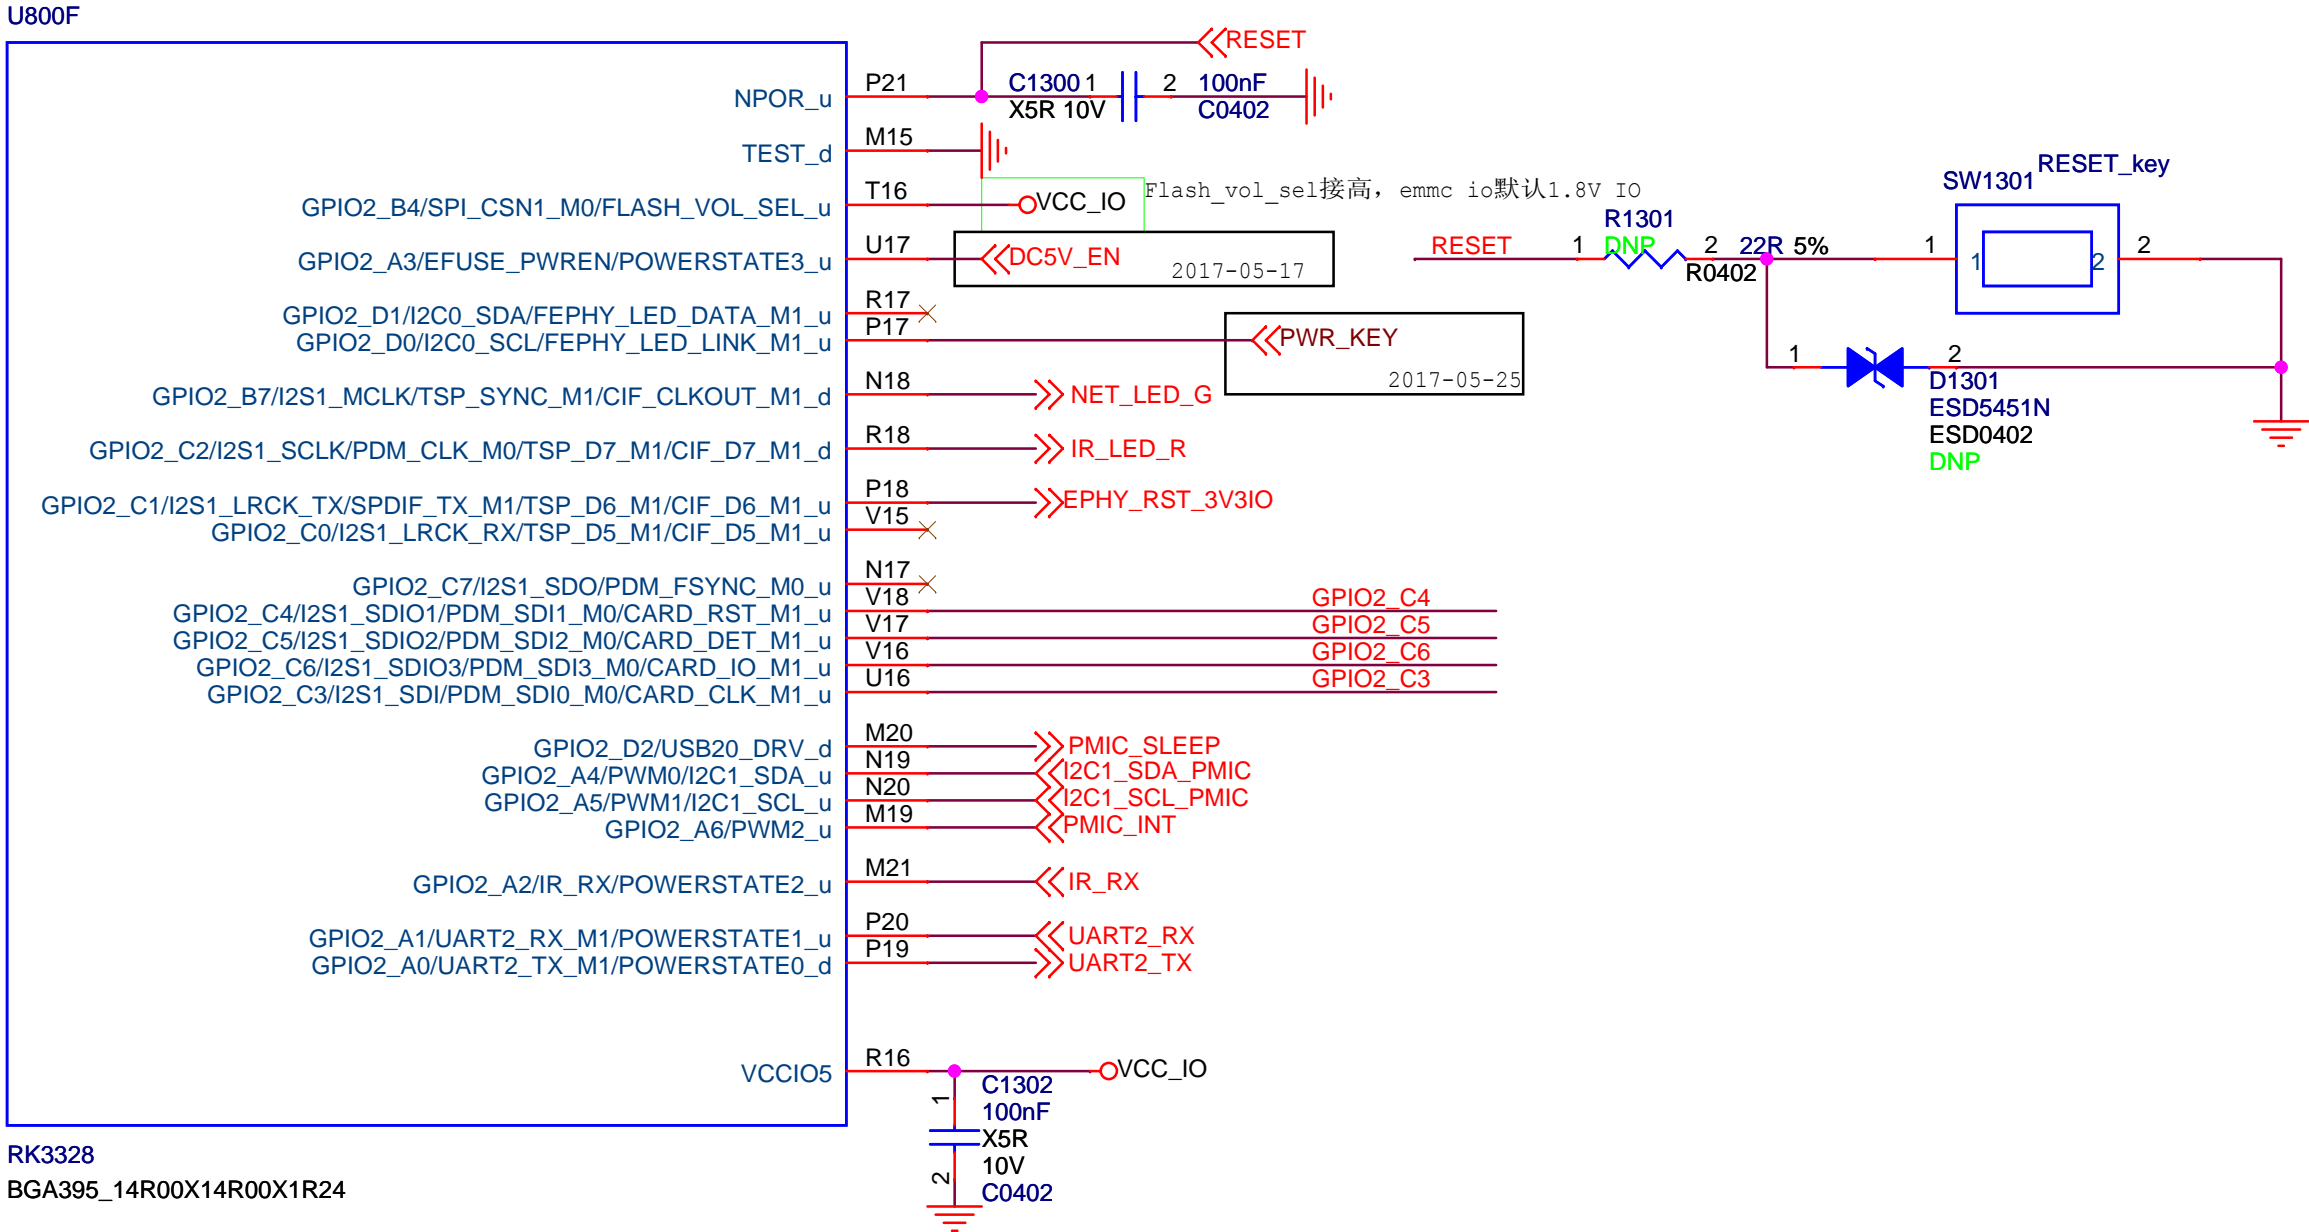 U800F
NPOR_u
P21
RESET
C1300 1
2
100nF
X5R 10V
C0402
TEST_d
M15
GPIO2_B4/SPI_CSN1_M0/FLASH_VOL_SEL_u
T16
VCC_IO
Flash_vol_sel接高，emmc io默认1.8V IO
GPIO2_A3/EFUSE_PWREN/POWERSTATE3_u
U17
DC5V_EN
2017-05-17
GPIO2_D1/I2C0_SDA/FEPHY_LED_DATA_M1_u
R17
GPIO2_D0/I2C0_SCL/FEPHY_LED_LINK_M1_u
P17
PWR_KEY
2017-05-25
GPIO2_B7/I2S1_MCLK/TSP_SYNC_M1/CIF_CLKOUT_M1_d
N18
NET_LED_G
GPIO2_C2/I2S1_SCLK/PDM_CLK_M0/TSP_D7_M1/CIF_D7_M1_d
R18
IR_LED_R
GPIO2_C1/I2S1_LRCK_TX/SPDIF_TX_M1/TSP_D6_M1/CIF_D6_M1_u
P18
EPHY_RST_3V3IO
GPIO2_C0/I2S1_LRCK_RX/TSP_D5_M1/CIF_D5_M1_u
V15
GPIO2_C7/I2S1_SDO/PDM_FSYNC_M0_u
N17
GPIO2_C4/I2S1_SDIO1/PDM_SDI1_M0/CARD_RST_M1_u
V18
GPIO2_C4
GPIO2_C5/I2S1_SDIO2/PDM_SDI2_M0/CARD_DET_M1_u
V17
GPIO2_C5
GPIO2_C6/I2S1_SDIO3/PDM_SDI3_M0/CARD_IO_M1_u
V16
GPIO2_C6
GPIO2_C3/I2S1_SDI/PDM_SDI0_M0/CARD_CLK_M1_u
U16
GPIO2_C3
GPIO2_D2/USB20_DRV_d
M20
PMIC_SLEEP
GPIO2_A4/PWM0/I2C1_SDA_u
N19
I2C1_SDA_PMIC
GPIO2_A5/PWM1/I2C1_SCL_u
N20
I2C1_SCL_PMIC
GPIO2_A6/PWM2_u
M19
PMIC_INT
GPIO2_A2/IR_RX/POWERSTATE2_u
M21
IR_RX
GPIO2_A1/UART2_RX_M1/POWERSTATE1_u
P20
UART2_RX
GPIO2_A0/UART2_TX_M1/POWERSTATE0_d
P19
UART2_TX
VCCIO5
R16
VCC_IO
1
C1302
100nF
X5R
10V
2
C0402
RK3328
BGA395_14R00X14R00X1R24
RESET
R1301
1
DNP
2
22R 5%
R0402
SW1301
RESET_key
1
1
2
2
1
2
D1301
ESD5451N
ESD0402
DNP